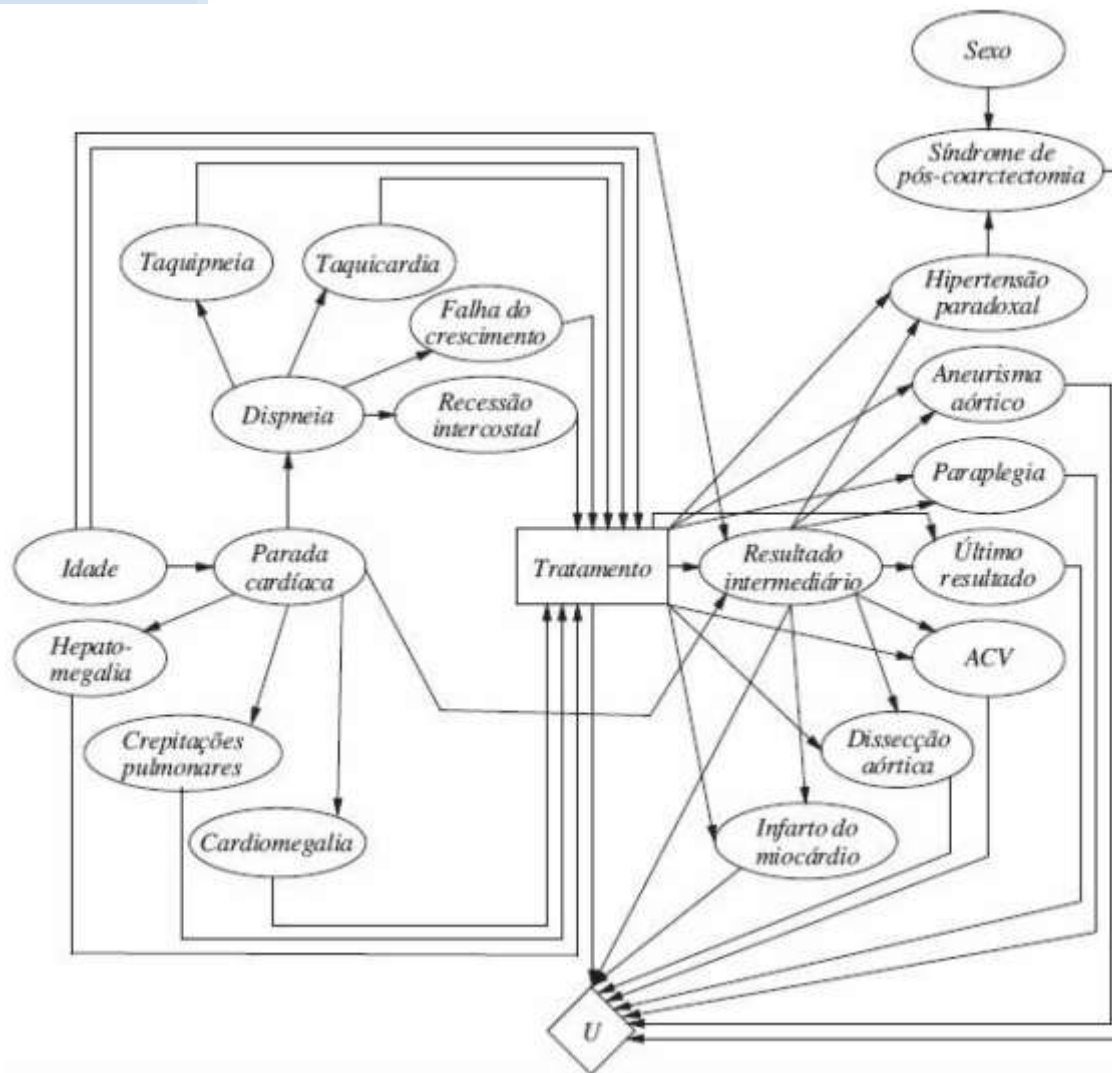 Sexo
Síndrome de
pós-coarctectomia
Taquipneia
Taquicardia
Hipertensão
paradoxal
Falha do
crescimento
Aneurisma
aórtico
Dispneia
Recessão
intercostal
Paraplegia
Idade
Parada
cardíaca
Tratamento
Resultado
intermediário
Último
resultado
Hepato-
megalia
ACV
Crepitações
pulmonares
Dissecção
aórtica
Cardiomegalia
Infarto do
miocárdio
U